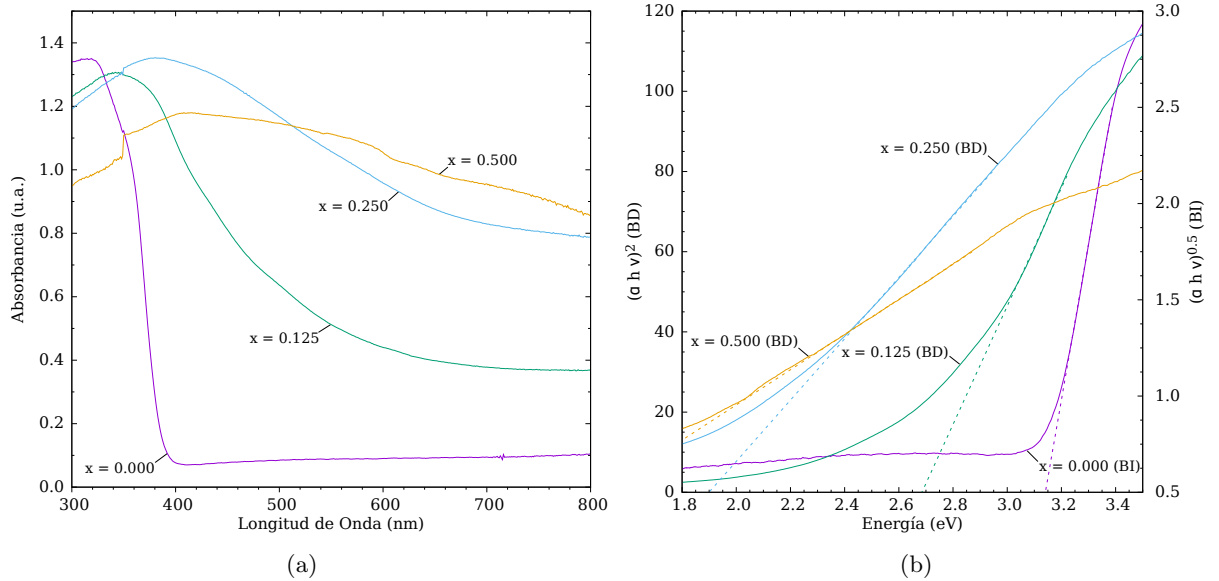 1.4
1.2
1.0
0.8
0.6
0.4
0.2
0.0
300
400
500
600
700
800
Absorbancia (u.a.)
Longitud de Onda (nm)
x = 0.500
x = 0.250
x = 0.125
x = 0.000
(a)
120
100
80
60
40
20
0
3.0
2.5
2.0
1.5
1.0
0.5
1.8
2.0
2.2
2.4
2.6
2.8
3.0
3.2
3.4
(α h ν)² (BD)
(α h ν)⁰·⁵ (BI)
Energía (eV)
x = 0.250 (BD)
x = 0.500 (BD)
x = 0.125 (BD)
x = 0.000 (BI)
(b)